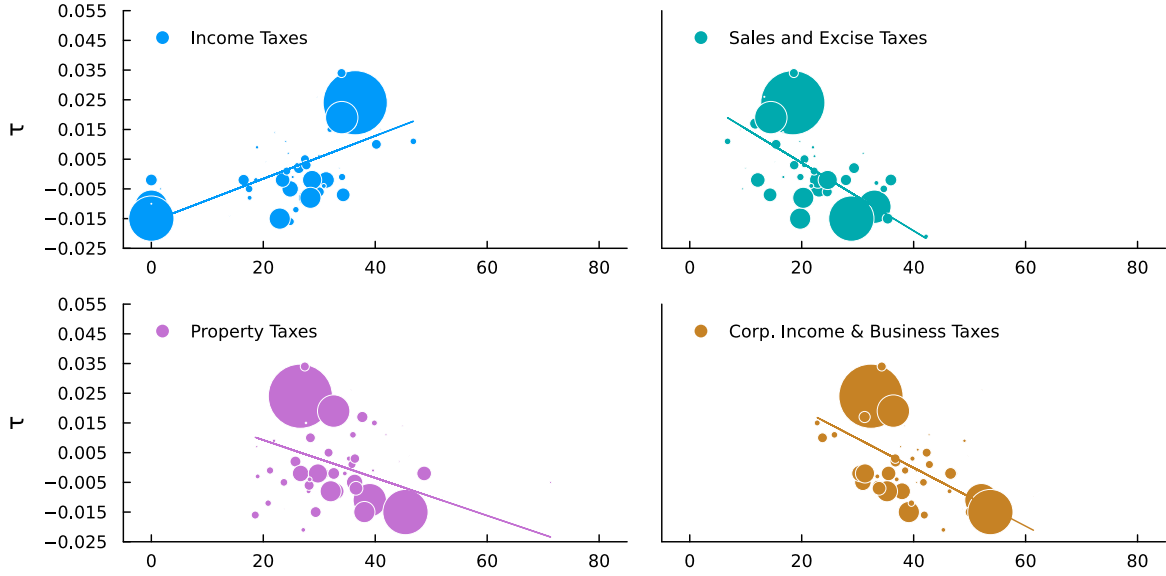 0.055
0.045
0.035
0.025
0.015
0.005
−0.005
−0.015
−0.025
τ
Income Taxes
0 20 40 60 80
Sales and Excise Taxes
0 20 40 60 80
0.055
0.045
0.035
0.025
0.015
0.005
−0.005
−0.015
−0.025
τ
Property Taxes
0 20 40 60 80
Corp. Income & Business Taxes
0 20 40 60 80